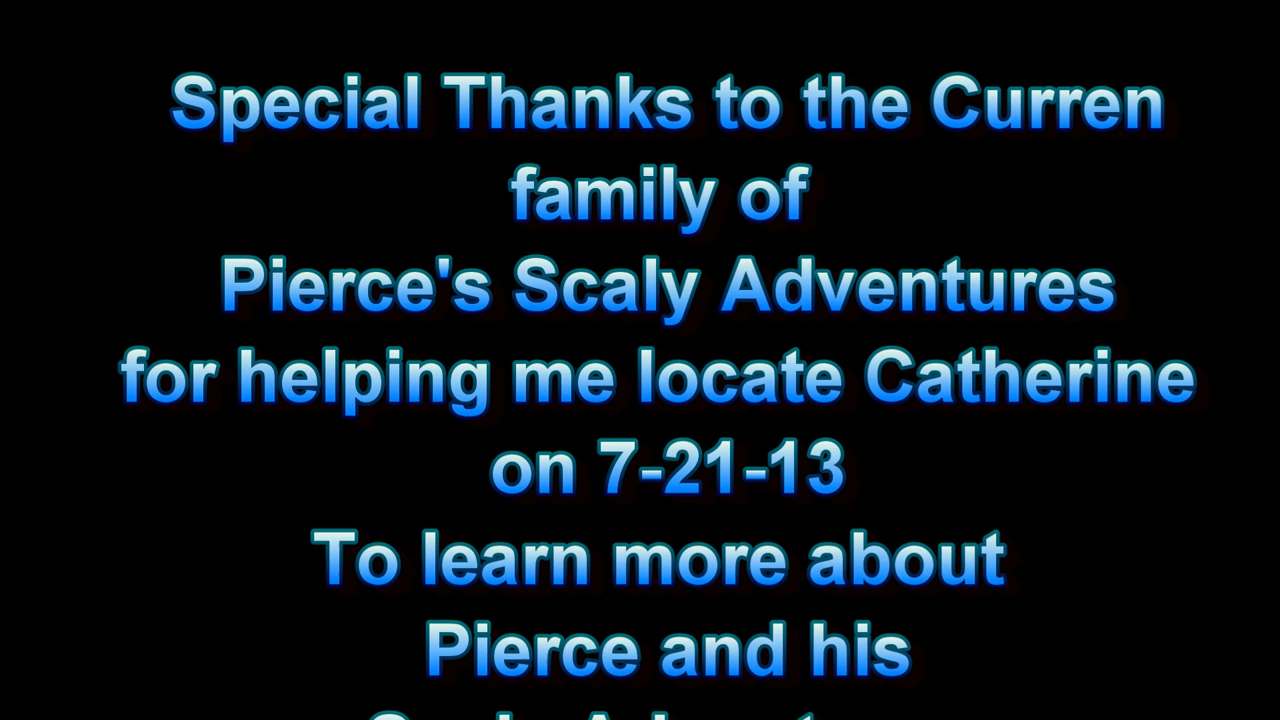 Special Thanks to the Curren
family of
Pierce's Scaly Adventures
for helping me locate Catherine
on 7-21-13
To learn more about
Pierce and his